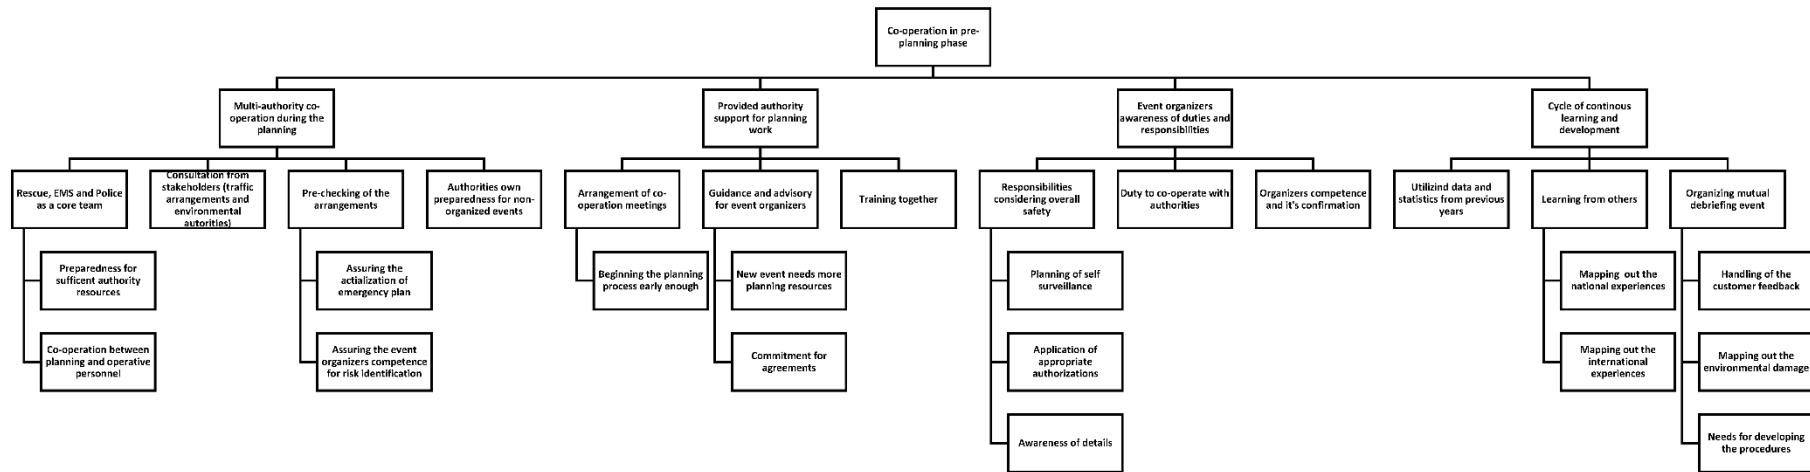 Co-operation in pre-
planning phase
Multi-authority co-
operation during the
planning
Provided authority
support for planning
work
Event organizers
awareness of duties and
responsibilities
Cycle of continous
learning and
development
Rescue, EMS and Police
as a core team
Consultation from
stakeholders (traffic
arrangements and
environmental
autorities)
Pre-checking of the
arrangements
Authorities own
preparedness for non-
organized events
Arrangement of co-
operation meetings
Guidance and advisory
for event organizers
Training together
Responsibilities
considering overall
safety
Duty to co-operate with
authorities
Organizers competence
and it's confirmation
Utilizind data and
statistics from previous
years
Learning from others
Organizing mutual
debriefing event
Preparedness for
sufficent authority
resources
Assuring the
actialization of
emergency plan
Beginning the planning
process early enough
New event needs more
planning resources
Planning of self
surveillance
Mapping out the
national experiences
Handling of the
customer feedback
Co-operation between
planning and operative
personnel
Assuring the event
organizers competence
for risk identification
Commitment for
agreements
Application of
appropriate
authorizations
Mapping out the
international
experiences
Mapping out the
environmental damage
Awareness of details
Needs for developing
the procedures